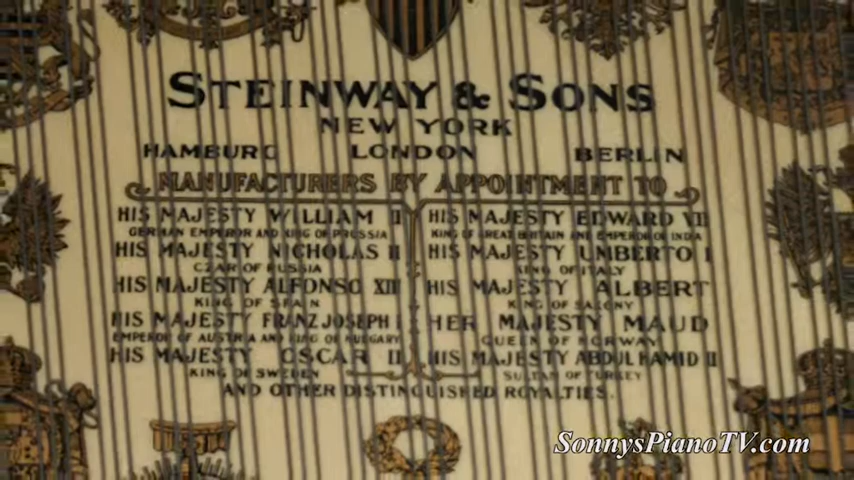 STEINWAY & SONS
NEW YORK
HAMBURG LONDON BERLIN
MANUFACTURERS BY APPOINTMENT TO
HIS MAJESTY WILLIAM II
GERMAN EMPEROR AND KING OF PRUSSIA
HIS MAJESTY NICHOLAS II
CZAR OF RUSSIA
HIS MAJESTY ALFONSO XIII
KING OF SPAIN
HIS MAJESTY FRANZ JOSEPH I
EMPEROR OF AUSTRIA AND KING OF HUNGARY
HIS MAJESTY OSCAR II
KING OF SWEDEN
HIS MAJESTY EDWARD VII
KING OF GREAT BRITAIN AND EMPEROR OF INDIA
HIS MAJESTY UMBERTO I
KING OF ITALY
HIS MAJESTY ALBERT
KING OF SAXONY
HER MAJESTY MAUD
QUEEN OF NORWAY
HIS MAJESTY ABDUL HAMID II
SULTAN OF TURKEY
AND OTHER DISTINGUISHED ROYALTIES.
SonnysPianoTV.com